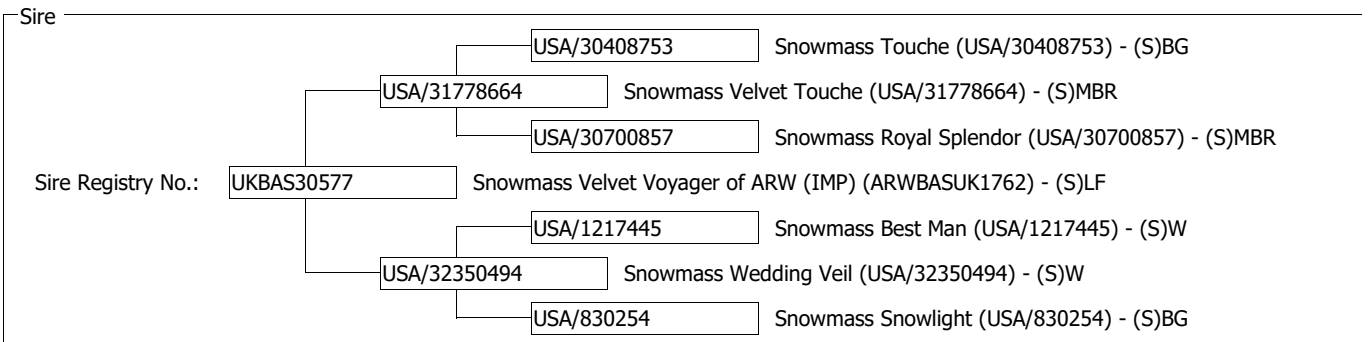 Sire
USA/30408753 Snowmass Touche (USA/30408753) - (S)BG
USA/31778664 Snowmass Velvet Touche (USA/31778664) - (S)MBR
USA/30700857 Snowmass Royal Splendor (USA/30700857) - (S)MBR
Sire Registry No.: UKBAS30577 Snowmass Velvet Voyager of ARW (IMP) (ARWBASUK1762) - (S)LF
USA/1217445 Snowmass Best Man (USA/1217445) - (S)W
USA/32350494 Snowmass Wedding Veil (USA/32350494) - (S)W
USA/830254 Snowmass Snowlight (USA/830254) - (S)BG